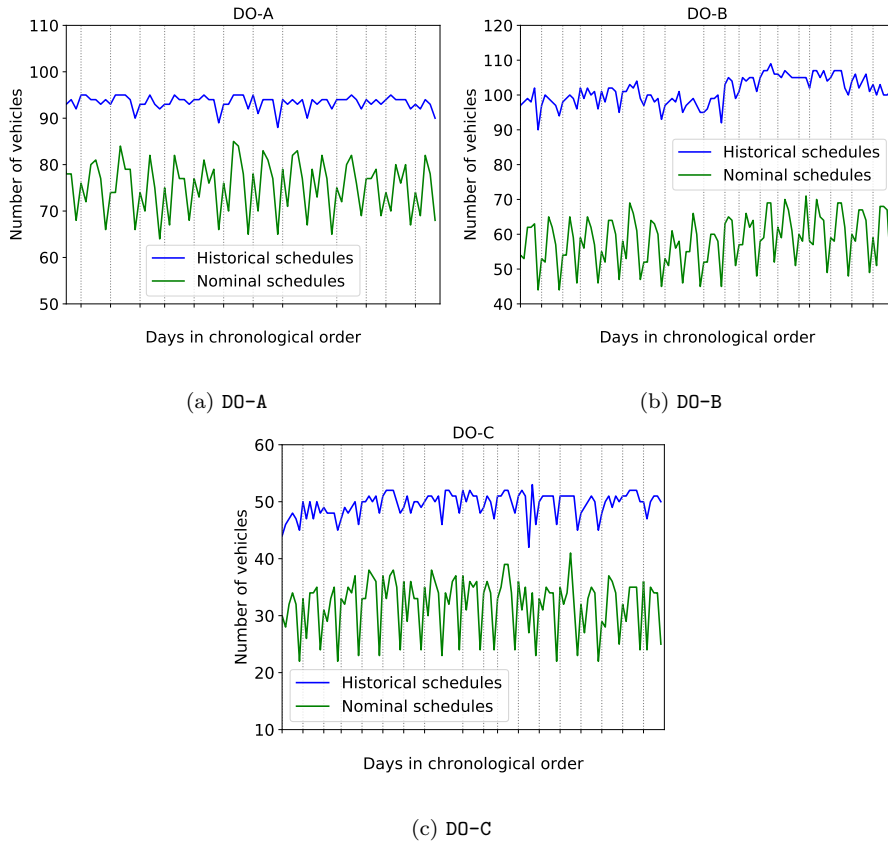 DO-A
110
100
90
80
70
60
50
Number of vehicles
Historical schedules
Nominal schedules
Days in chronological order
(a) DO-A
DO-B
120
110
100
90
80
70
60
50
40
Number of vehicles
Historical schedules
Nominal schedules
Days in chronological order
(b) DO-B
DO-C
60
50
40
30
20
10
Number of vehicles
Historical schedules
Nominal schedules
Days in chronological order
(c) DO-C